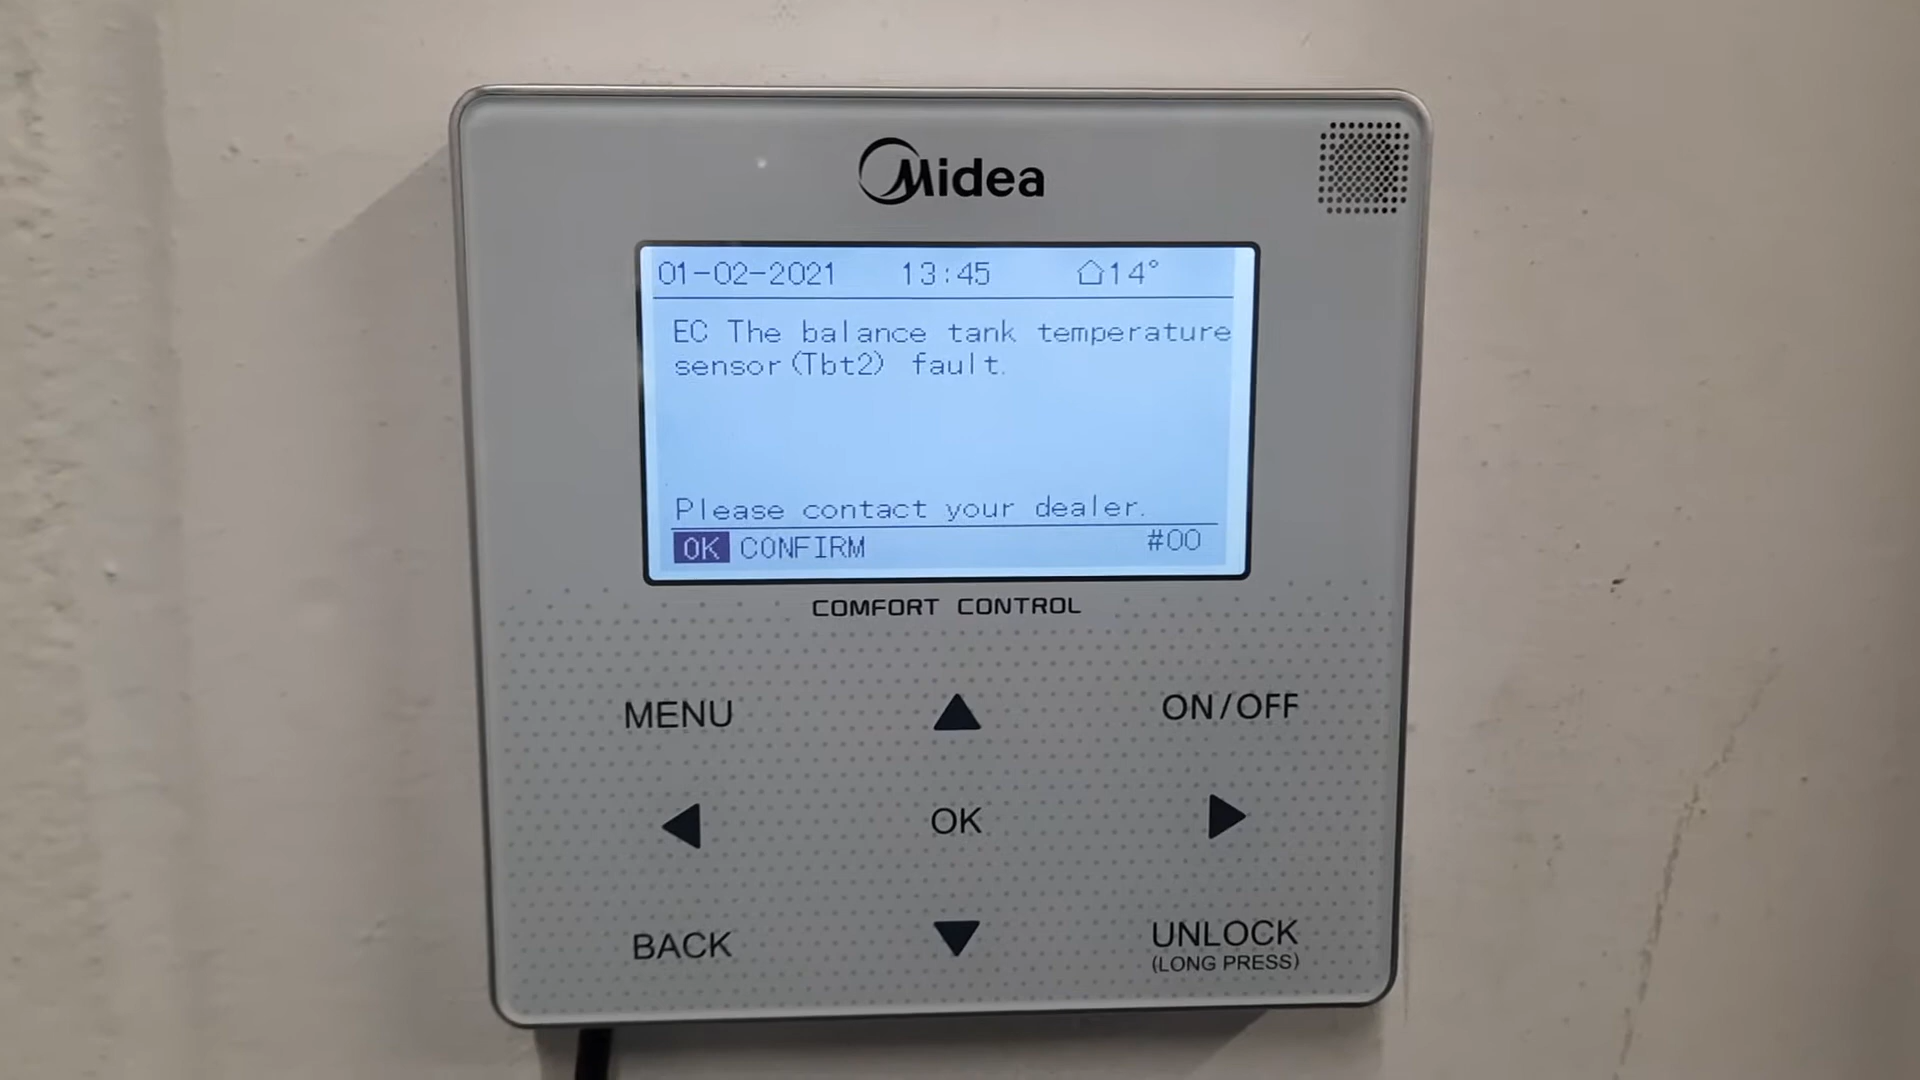 Midea
01-02-2021 13:45 14°
EC The balance tank temperature
sensor(Tbt2) fault.
Please contact your dealer.
OK CONFIRM #00
COMFORT CONTROL
MENU ON/OFF
OK
BACK UNLOCK
(LONG PRESS)